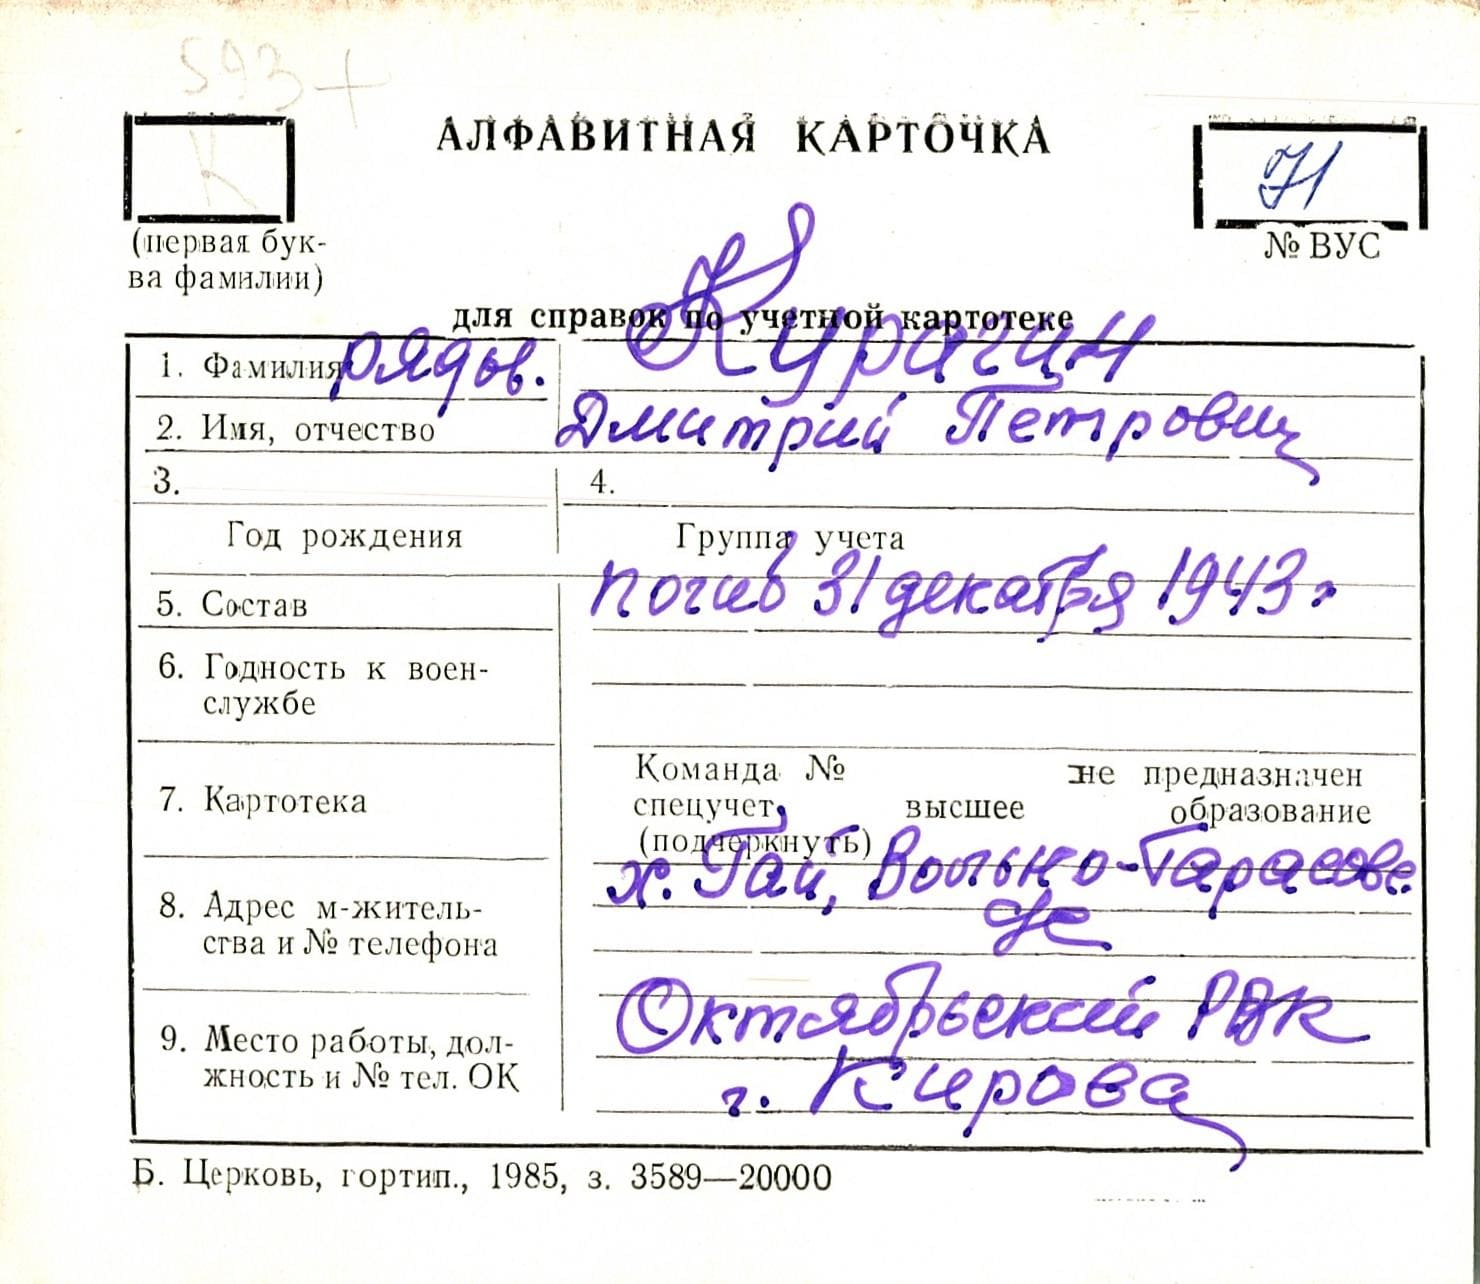 593+
К
АЛФАВИТНАЯ КАРТОЧКА
71
(первая бук-
ва фамилии)
№ ВУС
для справок по учетной картотеке
1. Фамилия рядов. Курагин
2. Имя, отчество Дмитрий Петрович
3. 4.
Год рождения Группа учета
5. Состав погиб 31 декабря 1943 г
6. Годность к воен-
службе
Команда № не предназначен
7. Картотека
спецучет, высшее образование
(подчеркнуть)
х. Гай, Вольно-Тарасовс
8. Адрес м-житель-
ства и № телефона
Октябрьский РВК
9. Место работы, дол-
жность и № тел. ОК
г. Кирова
Б. Церковь, гортип., 1985, з. 3589—20000